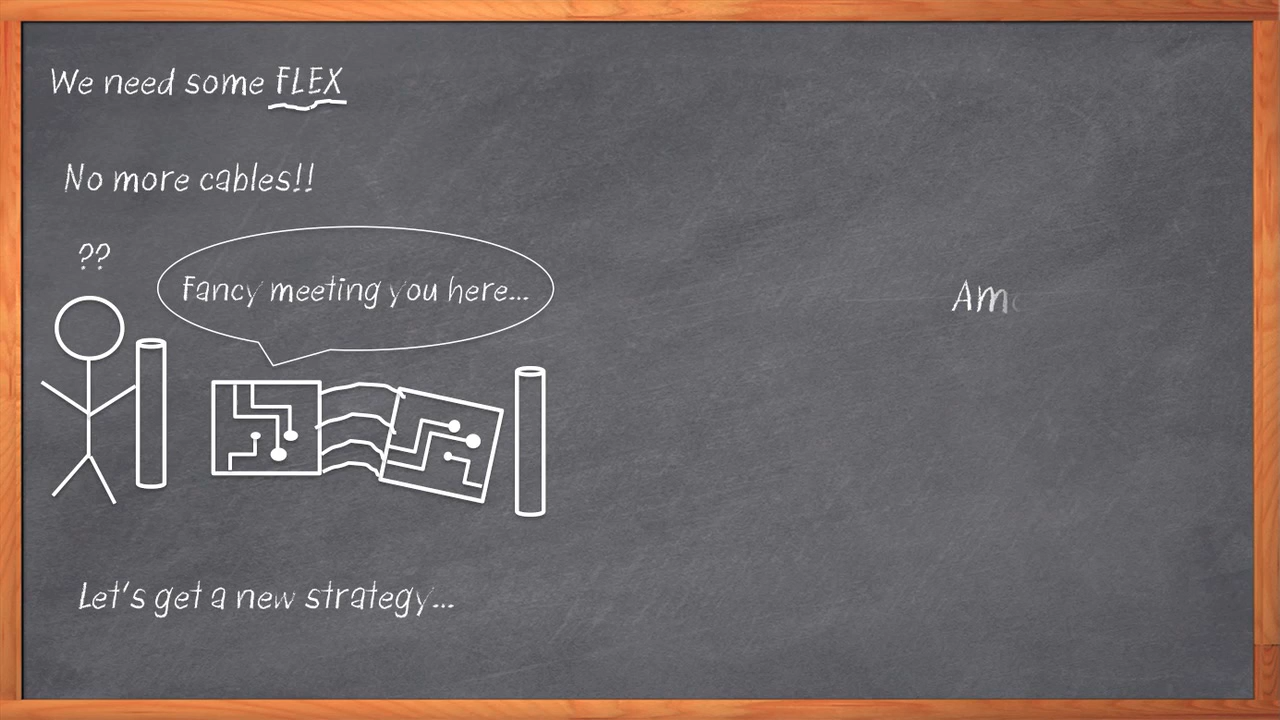 We need some FLEX
No more cables!!
??
Fancy meeting you here...
Let's get a new strategy...